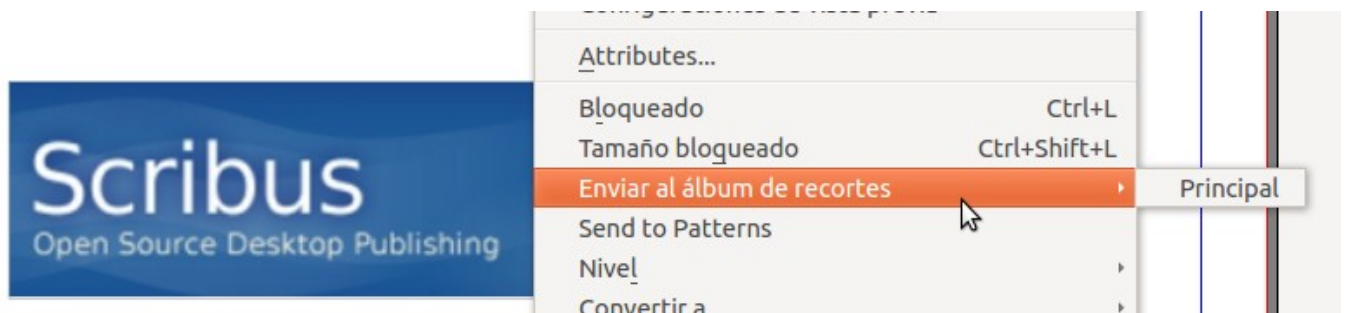 Attributes...
Scribus
Open Source Desktop Publishing
Bloqueado Ctrl+L
Tamaño bloqueado Ctrl+Shift+L
Enviar al álbum de recortes Principal
Send to Patterns
Nivel
Convertir a